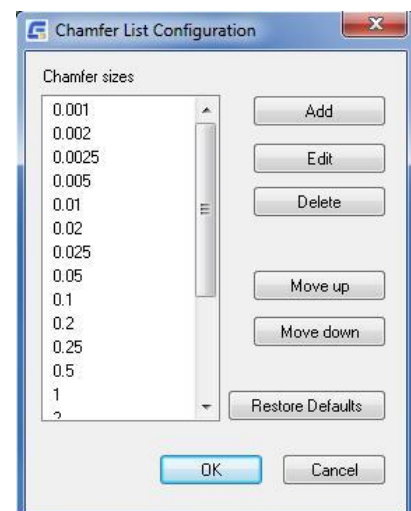 Chamfer List Configuration
Chamfer sizes
0.001
0.002
0.0025
0.005
0.01
0.02
0.025
0.05
0.1
0.2
0.25
0.5
1
Add
Edit
Delete
Move up
Move down
Restore Defaults
OK
Cancel